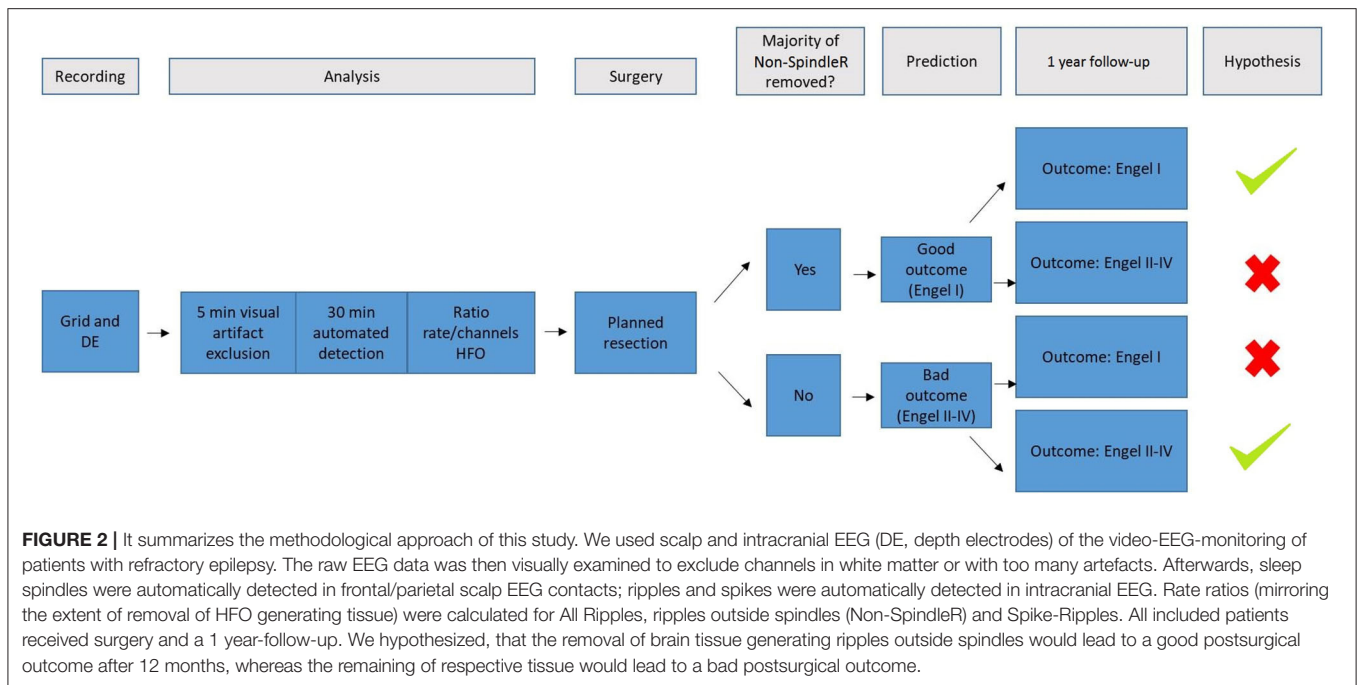 Recording
Analysis
Surgery
Majority of
Non-SpindleR
removed?
Prediction
1 year follow-up
Hypothesis
Grid and
DE
5 min visual
artifact
exclusion
30 min
automated
detection
Ratio
rate/channels
HFO
Planned
resection
Yes
No
Good
outcome
(Engel I)
Bad
outcome
(Engel II-IV)
Outcome: Engel I
Outcome: Engel II-IV
Outcome: Engel I
Outcome: Engel II-IV
FIGURE 2 | It summarizes the methodological approach of this study. We used scalp and intracranial EEG (DE, depth electrodes) of the video-EEG-monitoring of
patients with refractory epilepsy. The raw EEG data was then visually examined to exclude channels in white matter or with too many artefacts. Afterwards, sleep
spindles were automatically detected in frontal/parietal scalp EEG contacts; ripples and spikes were automatically detected in intracranial EEG. Rate ratios (mirroring
the extent of removal of HFO generating tissue) were calculated for All Ripples, ripples outside spindles (Non-SpindleR) and Spike-Ripples. All included patients
received surgery and a 1 year-follow-up. We hypothesized, that the removal of brain tissue generating ripples outside spindles would lead to a good postsurgical
outcome after 12 months, whereas the remaining of respective tissue would lead to a bad postsurgical outcome.